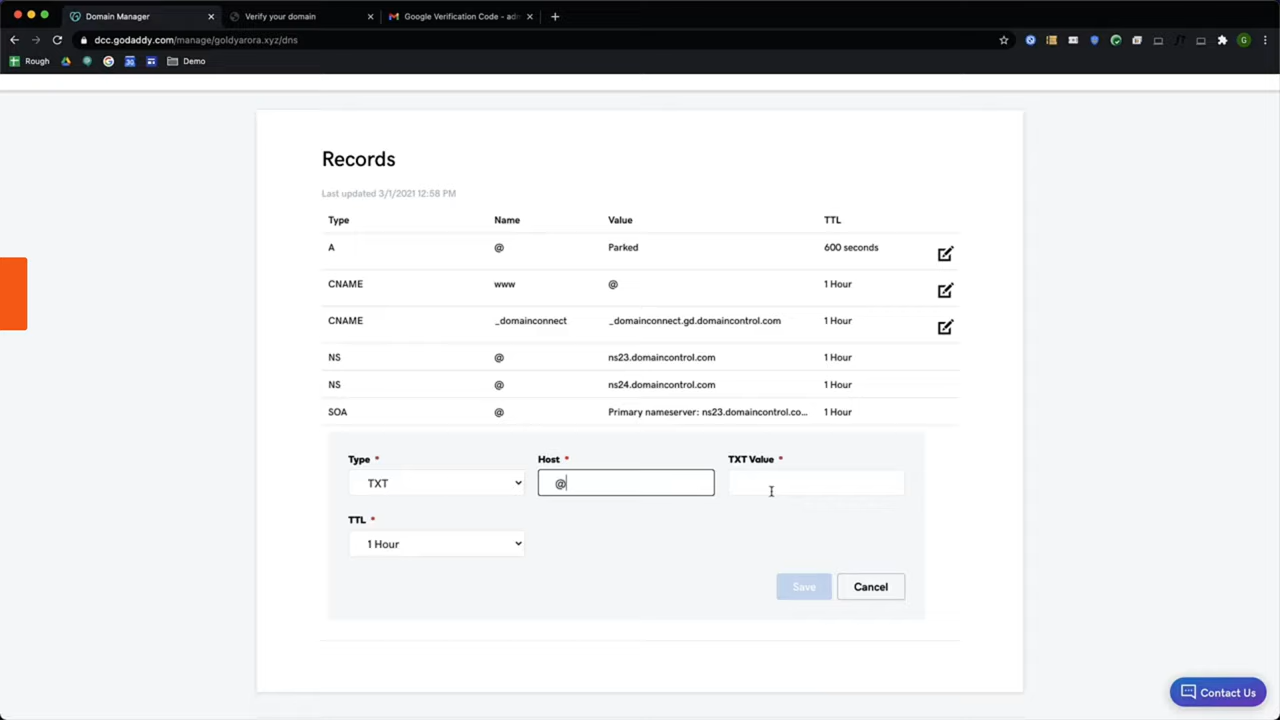 Domain Manager
Verify your domain
Google Verification Code - adm
dcc.godaddy.com/manage/goldyarora.xyz/dns
G
Rough
Demo
Records
Last updated 3/1/2021 12:58 PM
Type Name Value TTL
A @ Parked 600 seconds
CNAME www @ 1 Hour
CNAME _domainconnect _domainconnect.gd.domaincontrol.com 1 Hour
NS @ ns23.domaincontrol.com 1 Hour
NS @ ns24.domaincontrol.com 1 Hour
SOA @ Primary nameserver: ns23.domaincontrol.co... 1 Hour
Type * Host * TXT Value *
TXT @
TTL *
1 Hour
Save Cancel
Contact Us